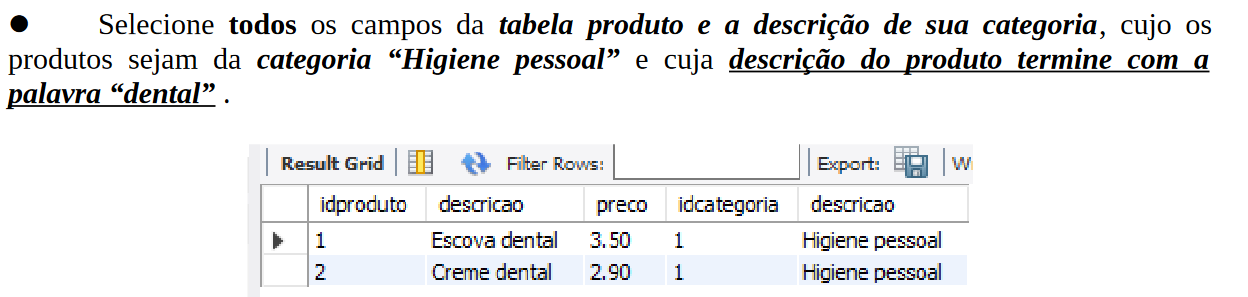 ● Selecione todos os campos da tabela produto e a descrição de sua categoria, cujo os
produtos sejam da categoria “Higiene pessoal” e cuja descrição do produto termine com a
palavra “dental” .
Result Grid Filter Rows: Export:
idproduto descricao preco idcategoria descricao
1 Escova dental 3.50 1 Higiene pessoal
2 Creme dental 2.90 1 Higiene pessoal